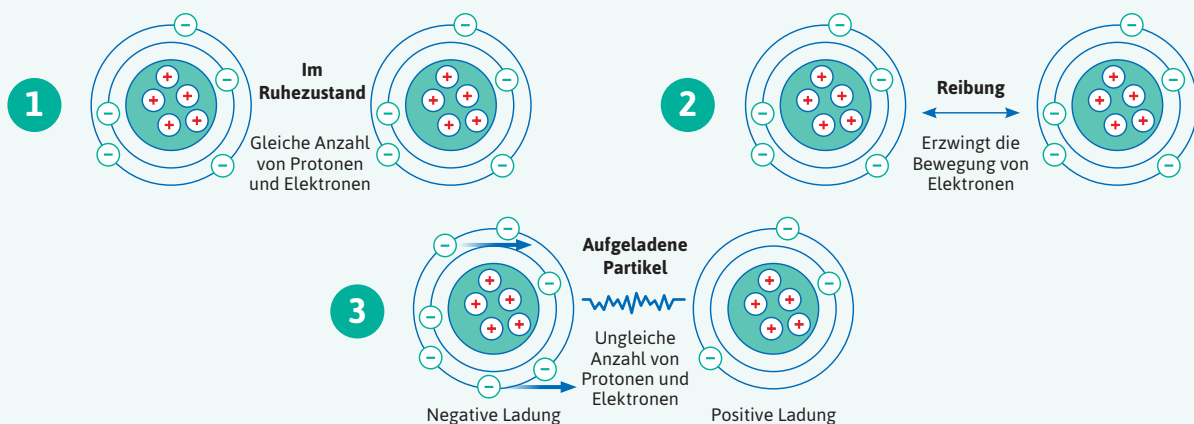 1
Im
Ruhezustand
Gleiche Anzahl
von Protonen
und Elektronen
2
Reibung
Erzwingt die
Bewegung von
Elektronen
3
Aufgeladene
Partikel
Ungleiche
Anzahl von
Protonen und
Elektronen
Negative Ladung
Positive Ladung